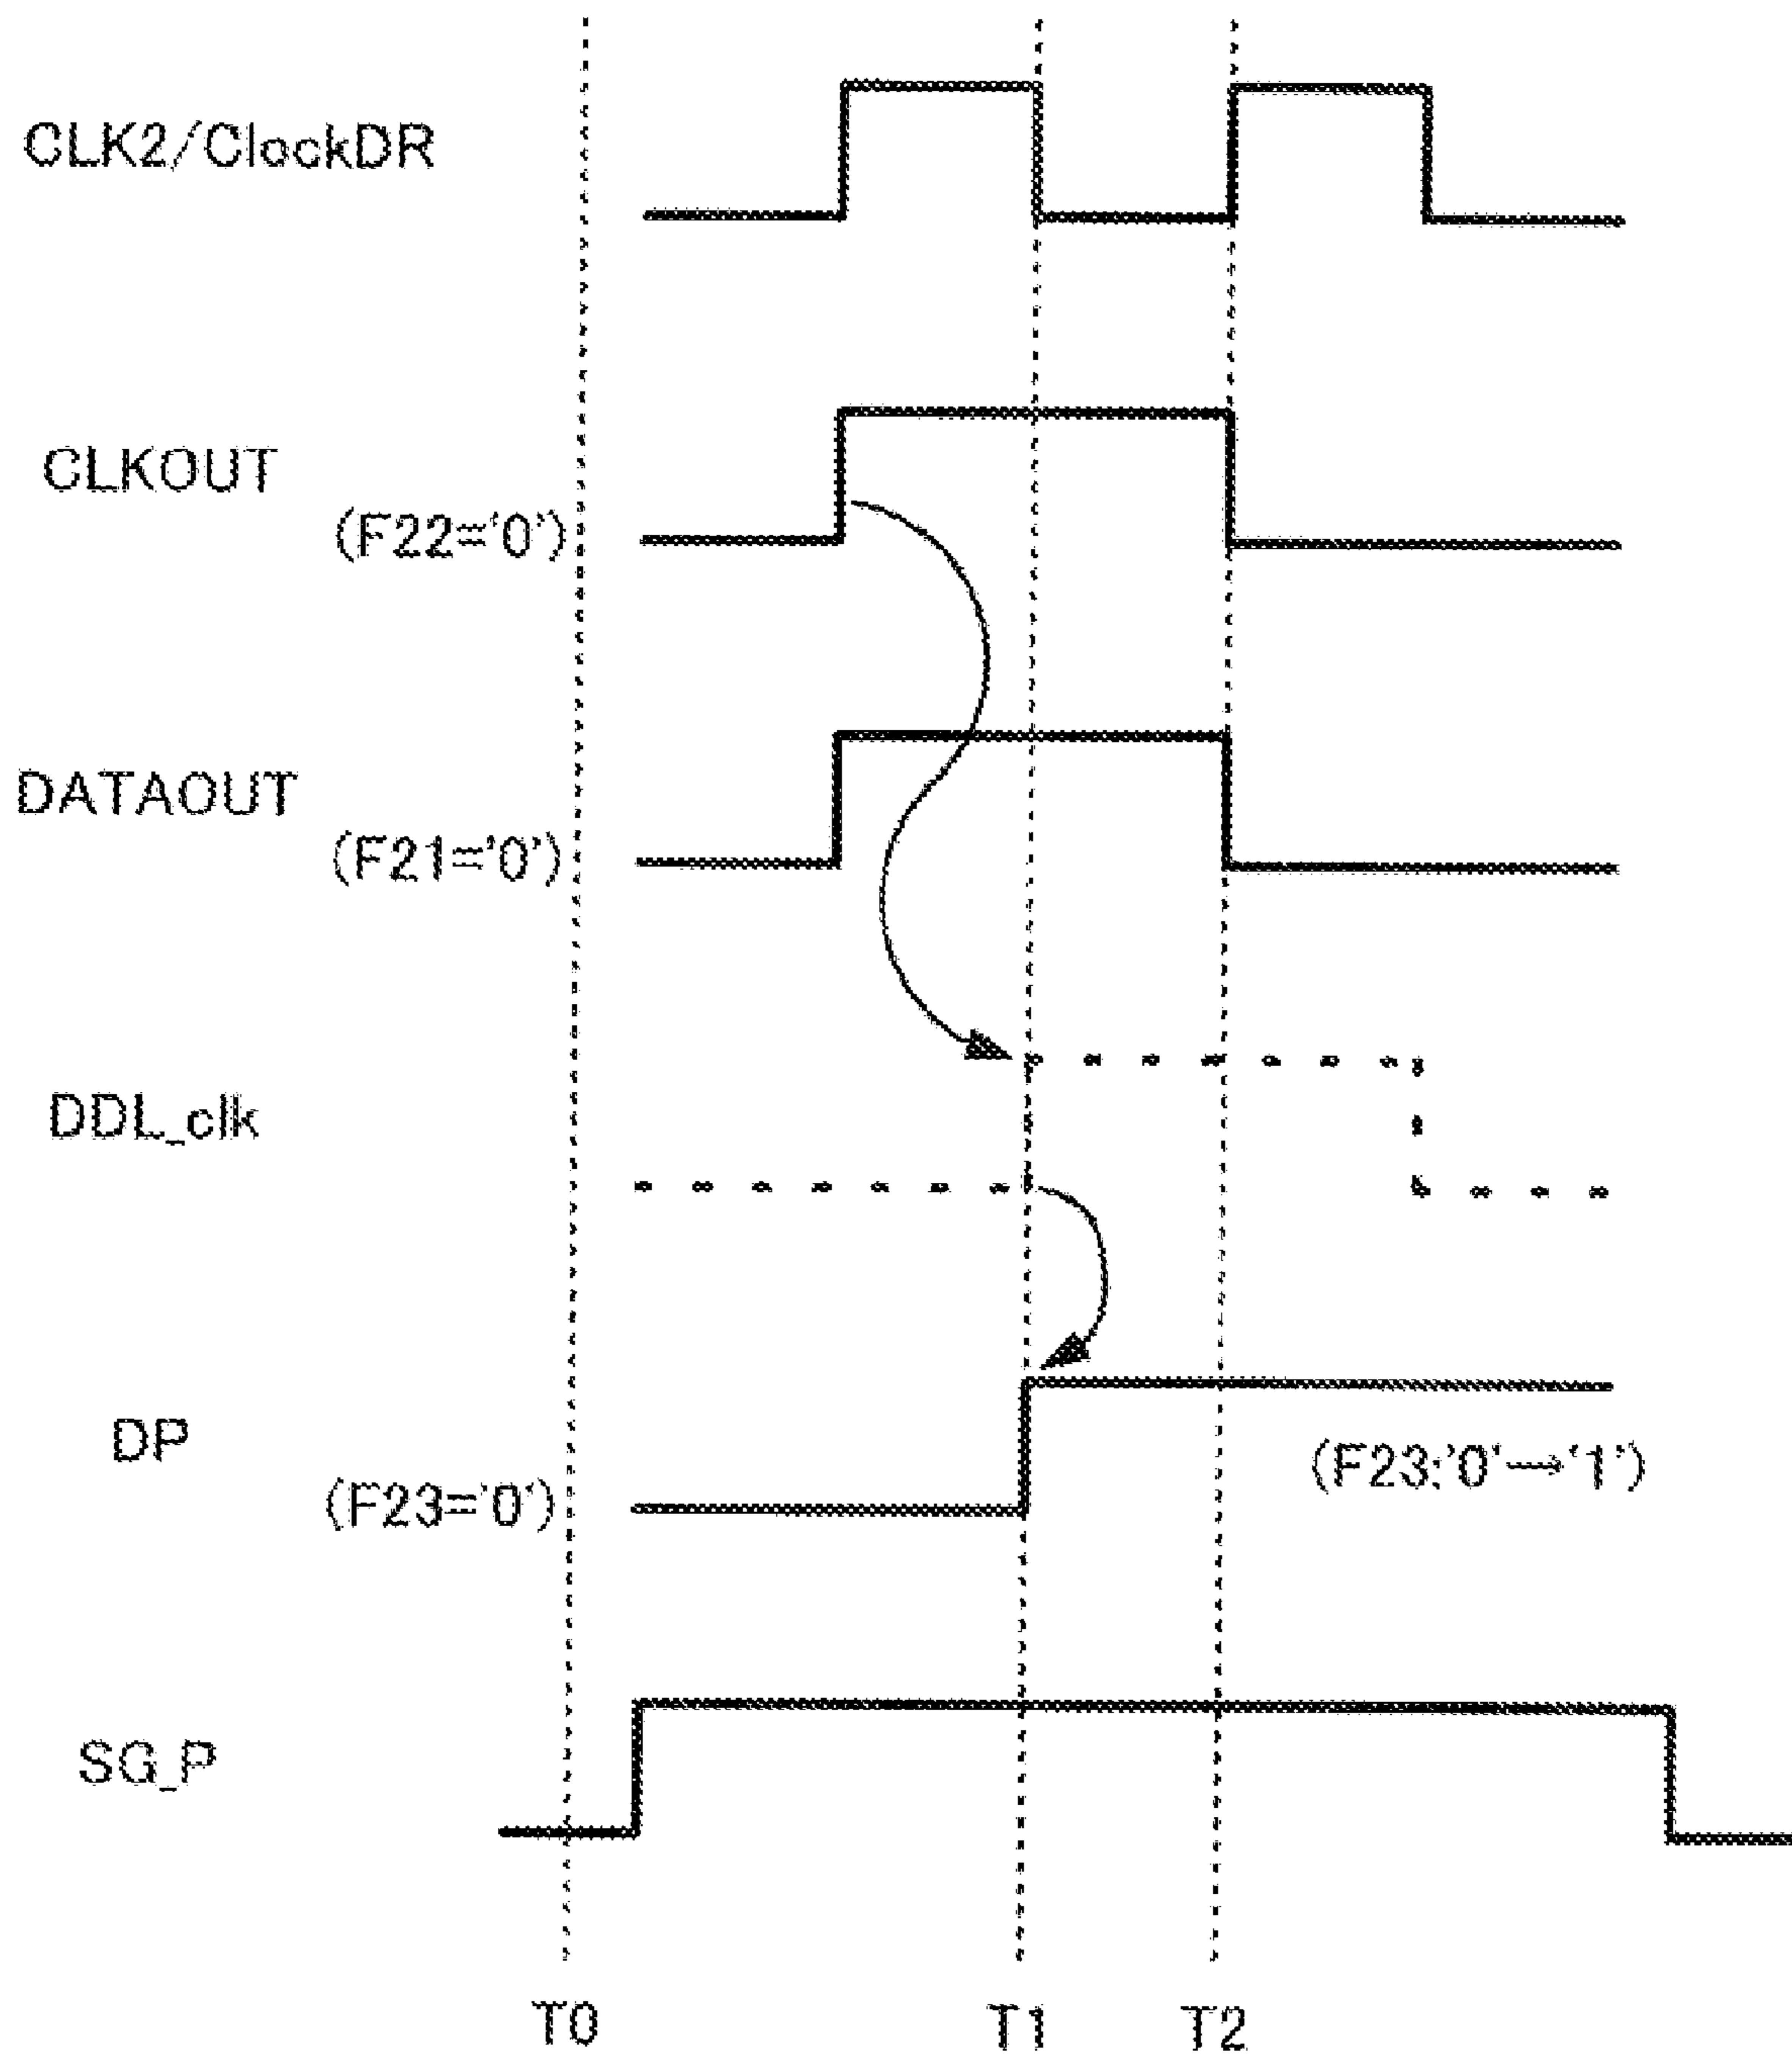 CLK2/ClockDR
CLKOUT
(F22='0')
DATAOUT
(F21='0')
DDL_clk
DP
(F23:'0'→'1')
(F23='0')
SG_P
T0 T1 T2